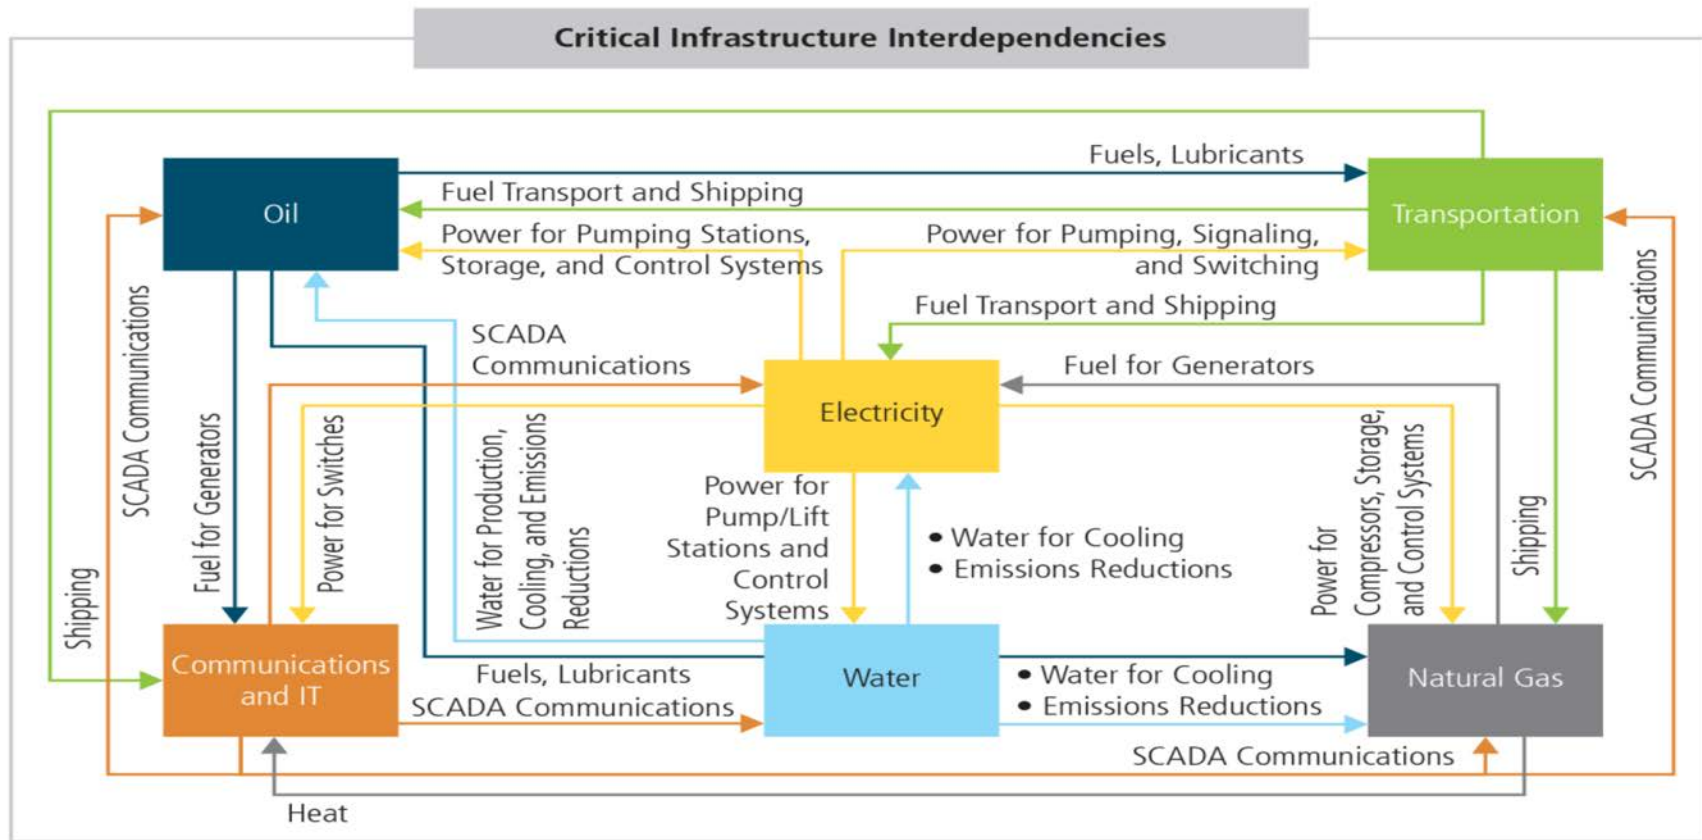 Critical Infrastructure Interdependencies
Fuels, Lubricants
Oil
Fuel Transport and Shipping
Transportation
Power for Pumping Stations,
Storage, and Control Systems
Power for Pumping, Signaling,
and Switching
Fuel Transport and Shipping
SCADA Communications
SCADA
Communications
Fuel for Generators
SCADA Communications
Electricity
Fuel for Generators
Power for Switches
Water for Production,
Cooling, and Emissions
Reductions
Power for
Pump/Lift
Stations and
Control
Systems
• Water for Cooling
• Emissions Reductions
Power for
Compressors, Storage,
and Control Systems
Shipping
Shipping
Communications
and IT
Fuels, Lubricants
SCADA Communications
Water
• Water for Cooling
• Emissions Reductions
Natural Gas
SCADA Communications
Heat